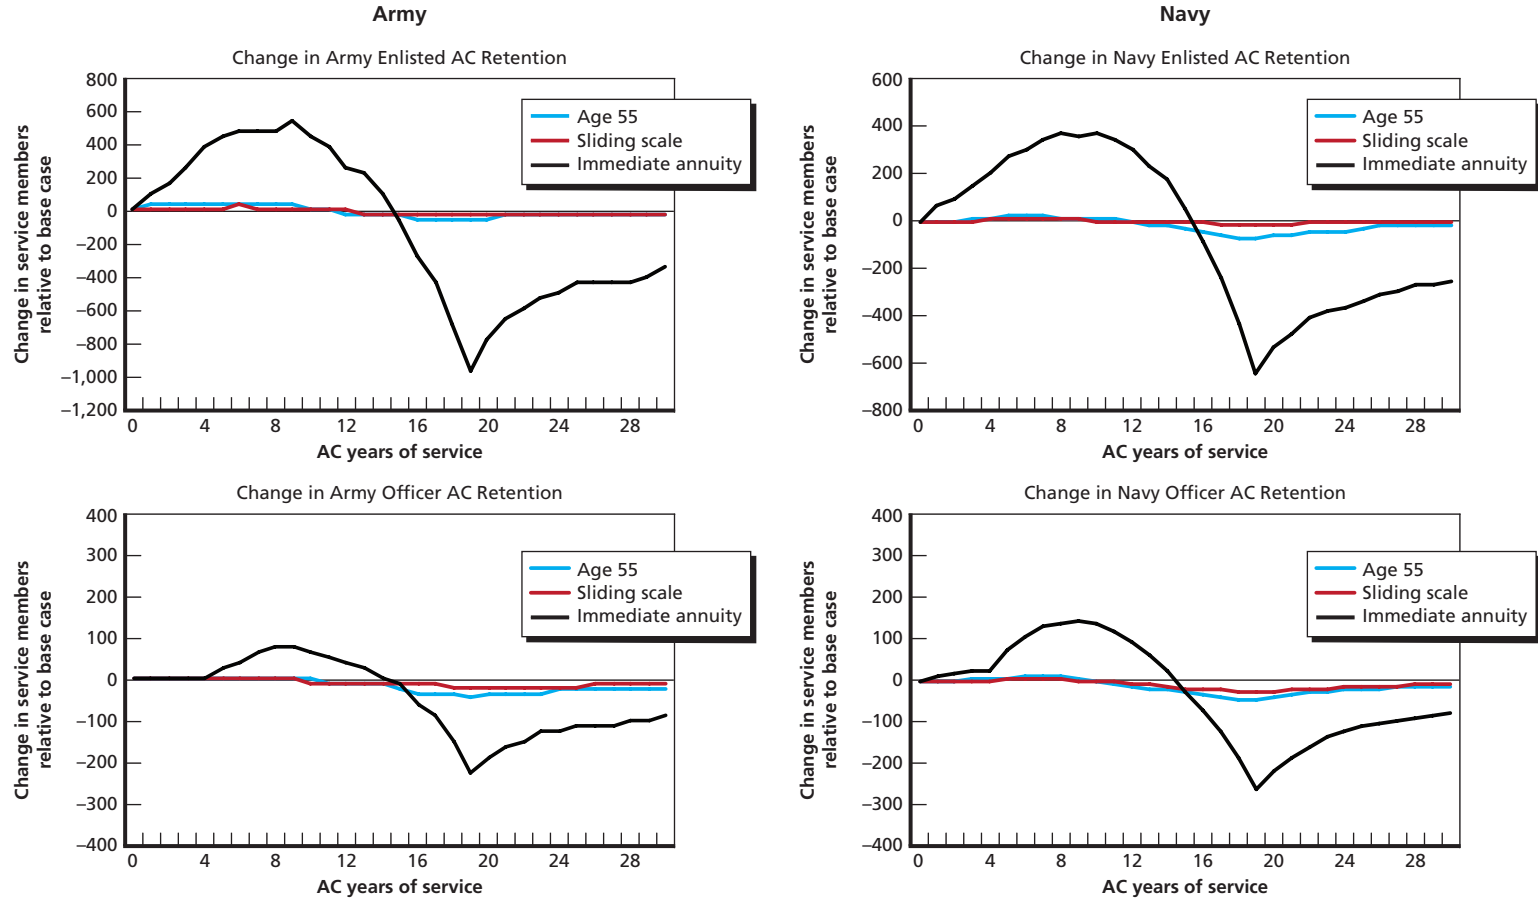 Army
Navy
Change in Army Enlisted AC Retention
800
600
400
200
0
−200
−400
−600
−800
−1,000
−1,200
Change in service members
relative to base case
Age 55
Sliding scale
Immediate annuity
0 4 8 12 16 20 24 28
AC years of service
Change in Navy Enlisted AC Retention
600
400
200
0
−200
−400
−600
−800
Change in service members
relative to base case
Age 55
Sliding scale
Immediate annuity
0 4 8 12 16 20 24 28
AC years of service
Change in Army Officer AC Retention
400
300
200
100
0
−100
−200
−300
−400
Change in service members
relative to base case
Age 55
Sliding scale
Immediate annuity
0 4 8 12 16 20 24 28
AC years of service
Change in Navy Officer AC Retention
400
300
200
100
0
−100
−200
−300
−400
Change in service members
relative to base case
Age 55
Sliding scale
Immediate annuity
0 4 8 12 16 20 24 28
AC years of service